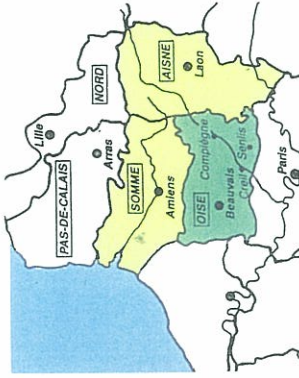 Lille
NORD
PAS-DE-CALAIS
Arras
SOMME
AISNE
Amiens
Laon
OISE
Compiègne
Beauvais
Creil
Senlis
Paris